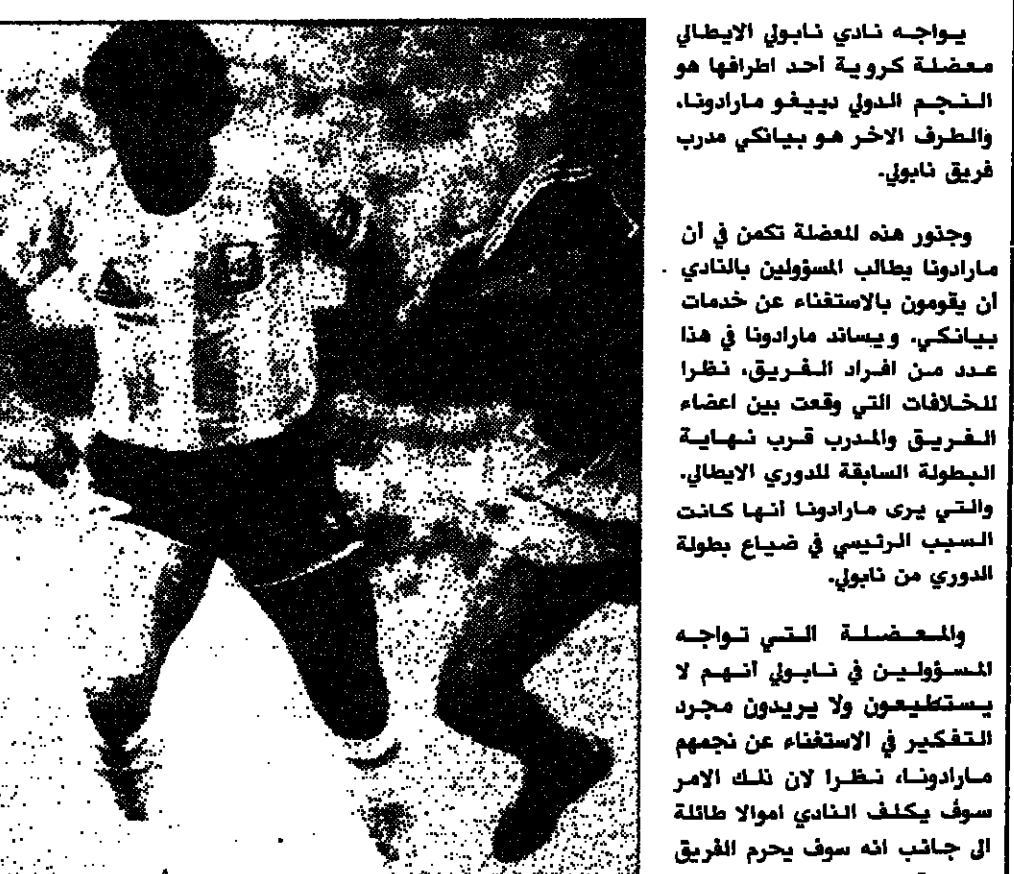 يواجه نادي نابولي الايطالي
معضلة كروية أحد اطرافها هو
النجم الدولي دييغو مارادونا،
والطرف الاخر هو بيانكي مدرب
فريق نابولي.
وجذور هذه المعضلة تكمن في أن
مارادونا يطالب المسؤولين بالنادي
أن يقومون بالاستغناء عن خدمات
بيانكي. ويساند مارادونا في هذا
عدد من افراد الفريق، نظرا
للخلافات التي وقعت بين اعضاء
الفريق والمدرب قرب نهاية
البطولة السابقة للدوري الايطالي.
والتي يرى مارادونا أنها كانت
السبب الرئيسي في ضياع بطولة
الدوري من نابولي.
والمعضلة التي تواجه
المسؤولين في نابولي أنهم لا
يستطيعون ولا يريدون مجرد
التفكير في الاستغناء عن نجمهم
مارادونا، نظرا لان ذلك الامر
سوف يكلف النادي اموالا طائلة
الى جانب انه سوف يحرم الفريق